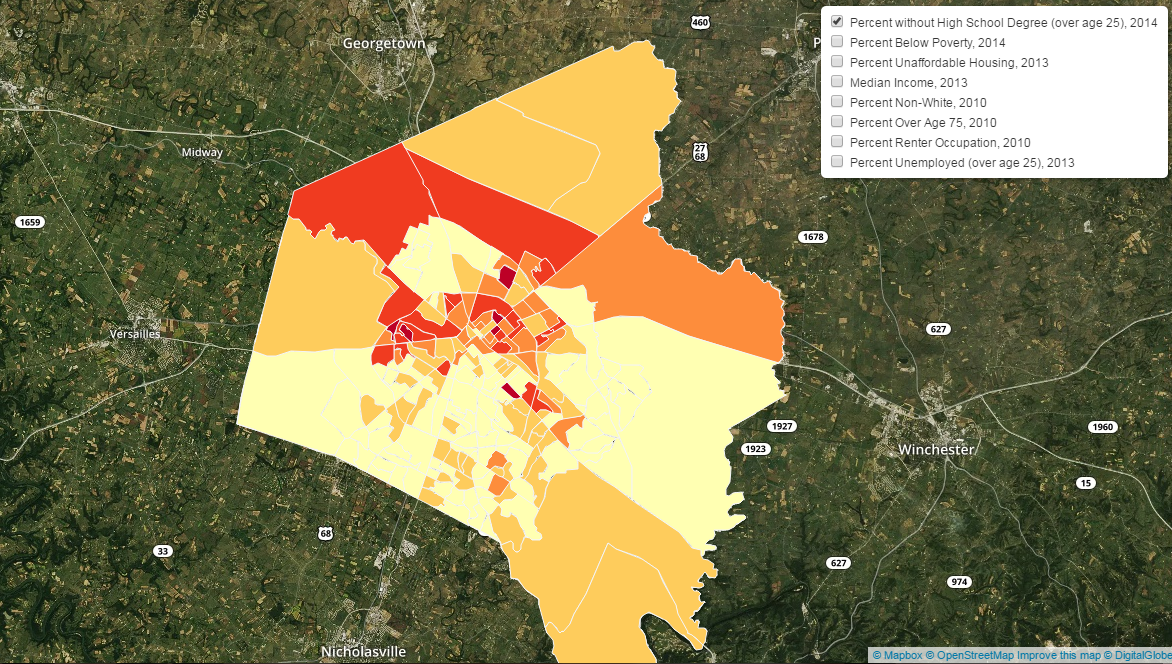 460
Percent without High School Degree (over age 25), 2014
Georgetown
P
Percent Below Poverty, 2014
Percent Unaffordable Housing, 2013
Median Income, 2013
Percent Non-White, 2010
Percent Over Age 75, 2010
Percent Renter Occupation, 2010
Percent Unemployed (over age 25), 2013
Midway
27
68
1659
1678
Versailles
627
1927
1960
1923
Winchester
15
68
33
627
974
Nicholasville
© Mapbox © OpenStreetMap Improve this map © DigitalGlobe